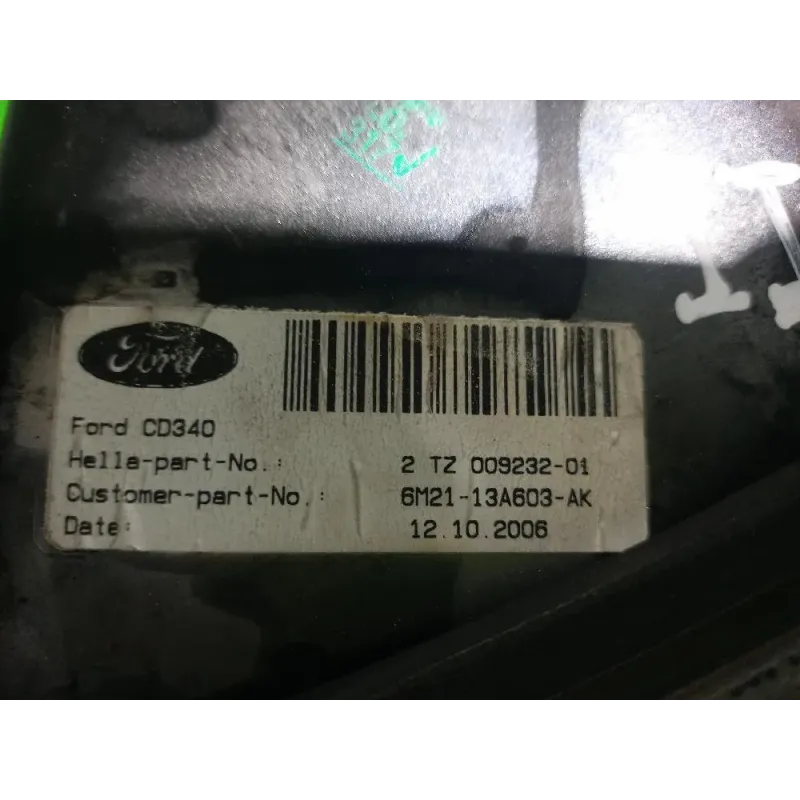 Ford
Ford CD340
Hella-part-No.: 2 TZ 009232-01
Customer-part-No.: 6M21-13A603-AK
Date: 12.10.2006